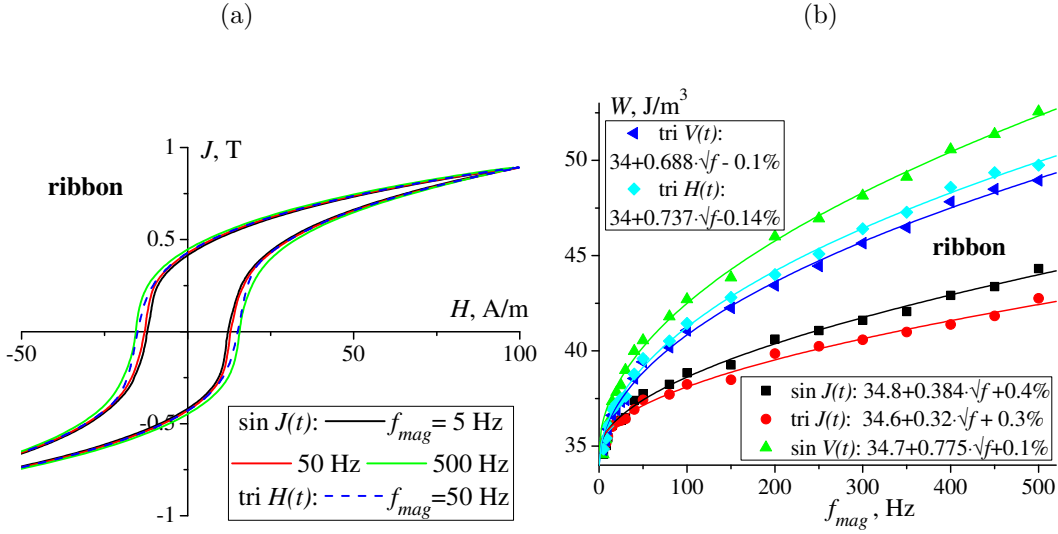 (a)
(b)
J, T
ribbon
1
0.5
H, A/m
-50
50
100
-0.5
-1
sin J(t): f_mag = 5 Hz
50 Hz 500 Hz
tri H(t): f_mag=50 Hz
W, J/m³
tri V(t):
34+0.688·√f - 0.1%
tri H(t):
34+0.737·√f-0.14%
ribbon
50
45
40
35
sin J(t): 34.8+0.384·√f+0.4%
tri J(t): 34.6+0.32·√f+0.3%
sin V(t): 34.7+0.775·√f+0.1%
0 100 200 300 400 500
f_mag, Hz